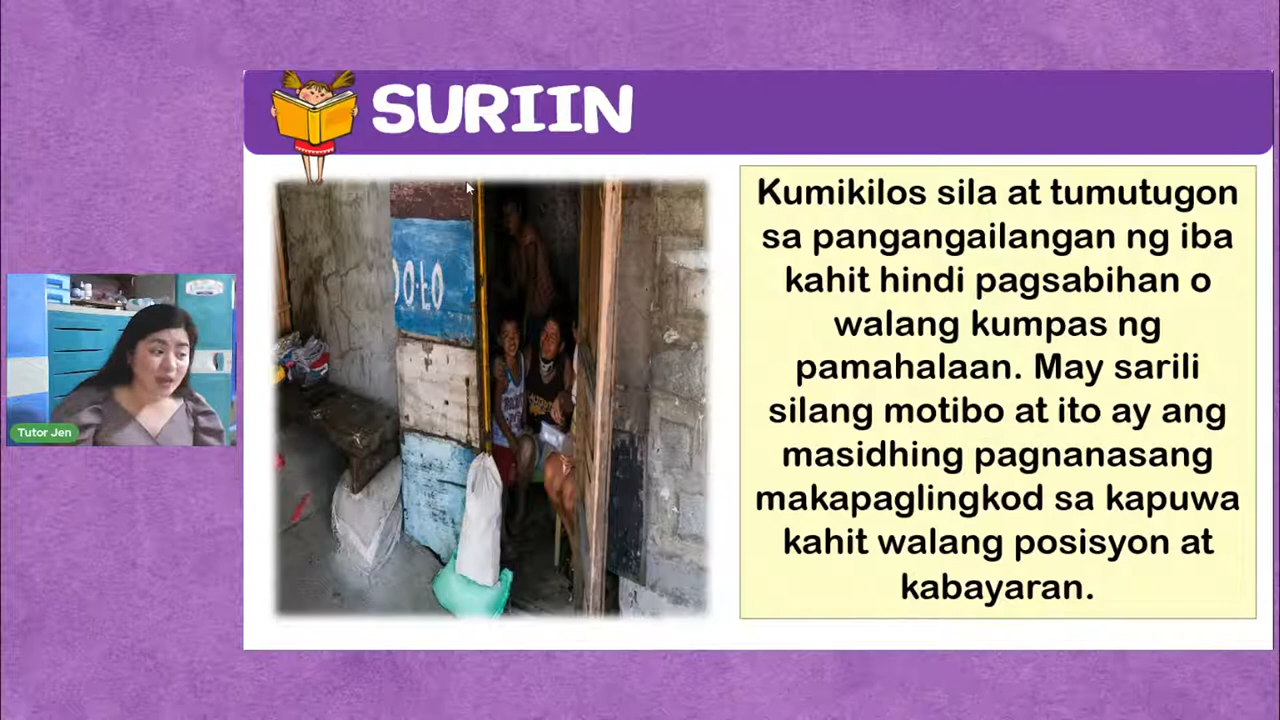 SURIIN
Kumikilos sila at tumutugon
sa pangangailangan ng iba
kahit hindi pagsabihan o
walang kumpas ng
pamahalaan. May sarili
silang motibo at ito ay ang
masidhing pagnanasang
makapaglingkod sa kapuwa
kahit walang posisyon at
kabayaran.
Tutor Jen